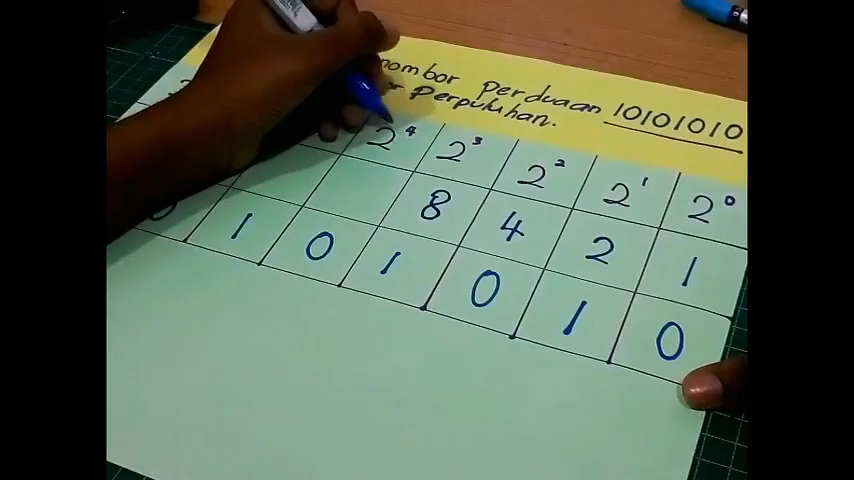 nombor perduaan 10101010
perpuluhan.
2⁴ 2³ 2² 2¹ 2⁰
8 4 2 1
1 0 1 0 1 0